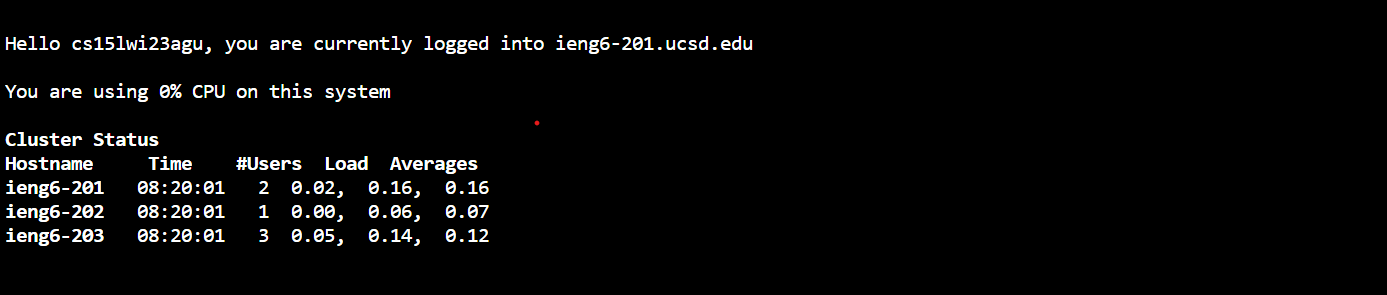 Hello cs15lwi23agu, you are currently logged into ieng6-201.ucsd.edu
You are using 0% CPU on this system
Cluster Status
Hostname     Time    #Users  Load  Averages
ieng6-201   08:20:01   2  0.02,  0.16,  0.16
ieng6-202   08:20:01   1  0.00,  0.06,  0.07
ieng6-203   08:20:01   3  0.05,  0.14,  0.12